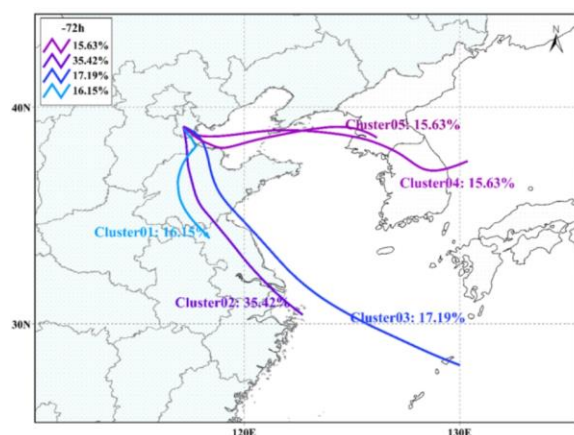 -72h
15.63%
35.42%
17.19%
16.15%
N
40N
Cluster05: 15.63%
Cluster04: 15.63%
Cluster01: 16.15%
Cluster02: 35.42%
Cluster03: 17.19%
30N
120E
130E